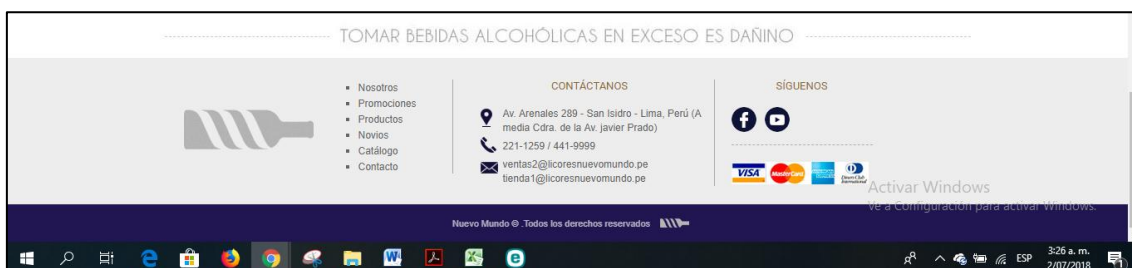 TOMAR BEBIDAS ALCOHÓLICAS EN EXCESO ES DAÑINO
Nosotros
Promociones
Productos
Novios
Catálogo
Contacto
CONTÁCTANOS
Av. Arenales 289 - San Isidro - Lima, Perú (A
media Cdra. de la Av. javier Prado)
221-1259 / 441-9999
ventas2@licoresnuevomundo.pe
tienda1@licoresnuevomundo.pe
SÍGUENOS
VISA MasterCard
Diners Club
International
Activar Windows
Ve a Configuración para activar Windows.
Nuevo Mundo © .Todos los derechos reservados
ESP
3:26 a. m.
2/07/2018